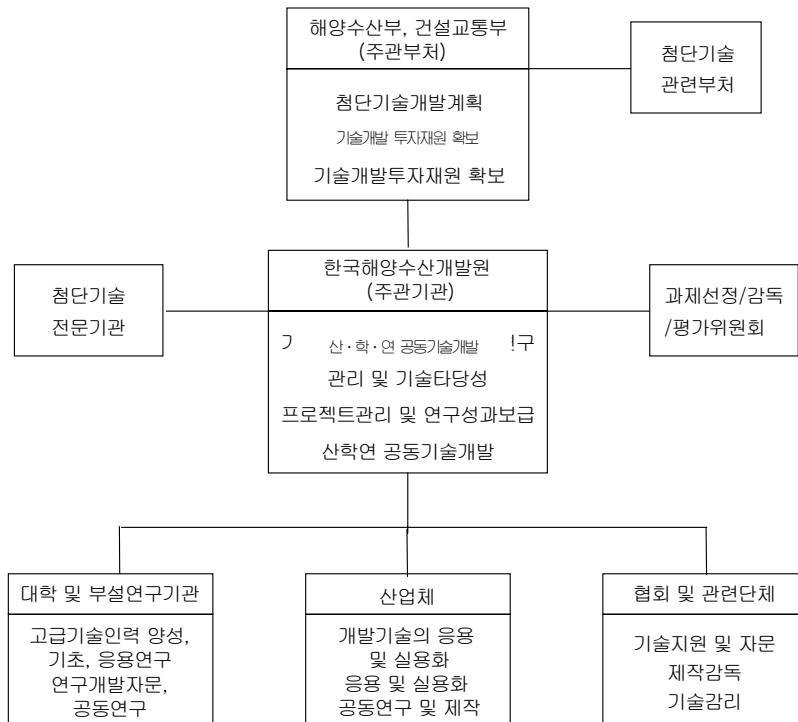 해양수산부, 건설교통부
(주관부처)
첨단기술개발계획
기술개발 투자재원 확보
기술개발투자재원 확보
첨단기술
관련부처
한국해양수산개발원
(주관기관)
산·학·연 공동기술개발
관리 및 기술타당성
프로젝트관리 및 연구성과보급
산학연 공동기술개발
첨단기술
전문기관
과제선정/감독
/평가위원회
대학 및 부설연구기관
고급기술인력 양성,
기초, 응용연구
연구개발자문,
공동연구
산업체
개발기술의 응용
및 실용화
응용 및 실용화
공동연구 및 제작
협회 및 관련단체
기술지원 및 자문
제작감독
기술감리